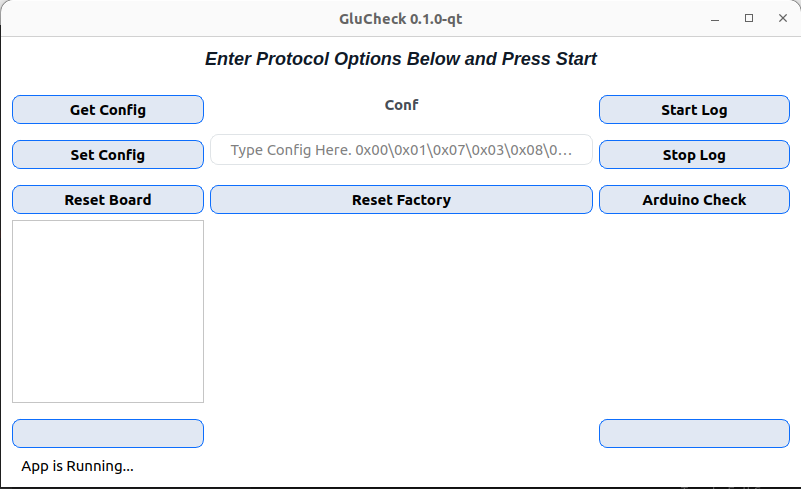 GluCheck 0.1.0-qt
Enter Protocol Options Below and Press Start
Get Config
Conf
Start Log
Set Config
Type Config Here. 0x00\0x01\0x07\0x03\0x08\0…
Stop Log
Reset Board
Reset Factory
Arduino Check
App is Running...